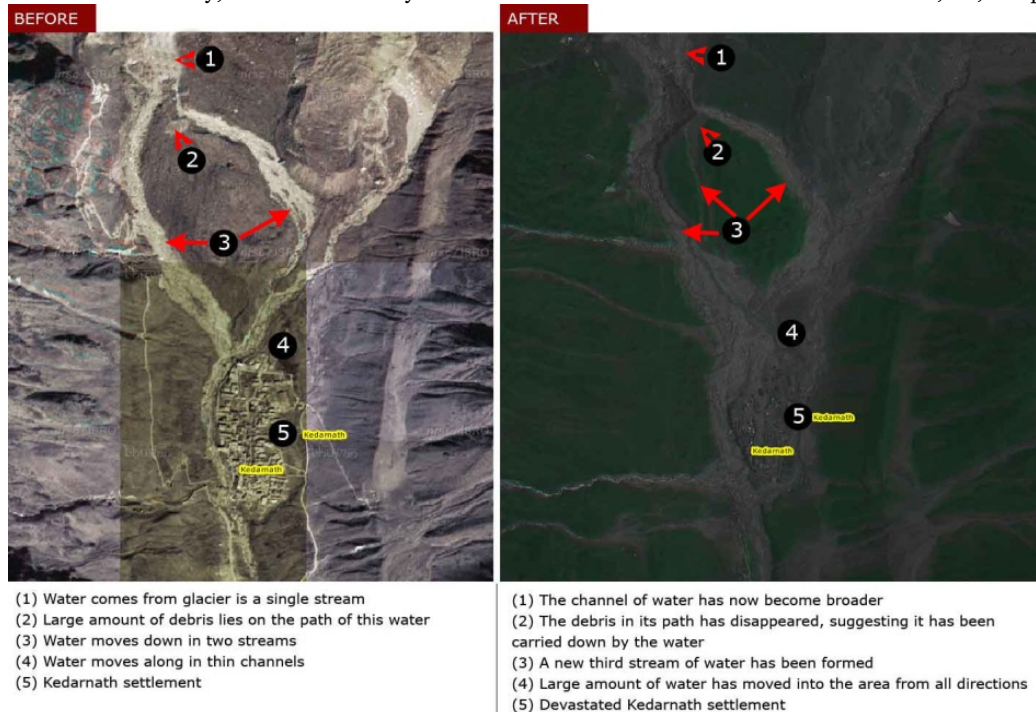 BEFORE
1
2
3
4
5
Kedarnath
Kedarnath
(1) Water comes from glacier is a single stream
(2) Large amount of debris lies on the path of this water
(3) Water moves down in two streams
(4) Water moves along in thin channels
(5) Kedarnath settlement
AFTER
1
2
3
4
5
Kedarnath
Kedarnath
(1) The channel of water has now become broader
(2) The debris in its path has disappeared, suggesting it has been
carried down by the water
(3) A new third stream of water has been formed
(4) Large amount of water has moved into the area from all directions
(5) Devastated Kedarnath settlement